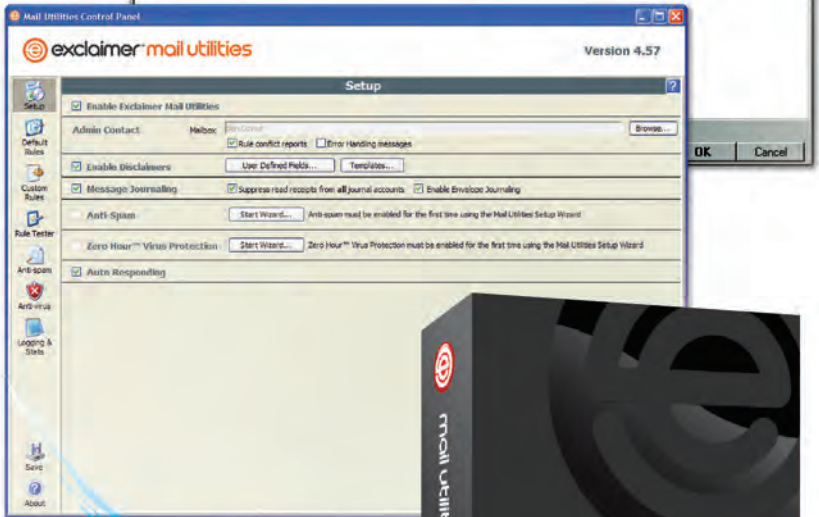 Mail Utilities Control Panel
exclaimer mail utilities
Version 4.57
Setup
?
Setup
Enable Exclaimer Mail Utilities
Admin Contact Mailbox Browse...
Rule conflict reports Error Handling messages
Enable Disclaimers User Defined Fields... Templates...
Message Journaling Suppress read receipts from all journal accounts Enable Envelope Journaling
Anti-Spam Start Wizard... Anti-spam must be enabled for the first time using the Mail Utilities Setup Wizard
Zero Hour™ Virus Protection Start Wizard... Zero Hour™ Virus Protection must be enabled for the first time using the Mail Utilities Setup Wizard
Auto Responding
Default
Rules
Custom
Rules
Rule Tester
Anti-spam
Anti-virus
Logging &
Stats
Save
About
OK Cancel
e
mail utilit